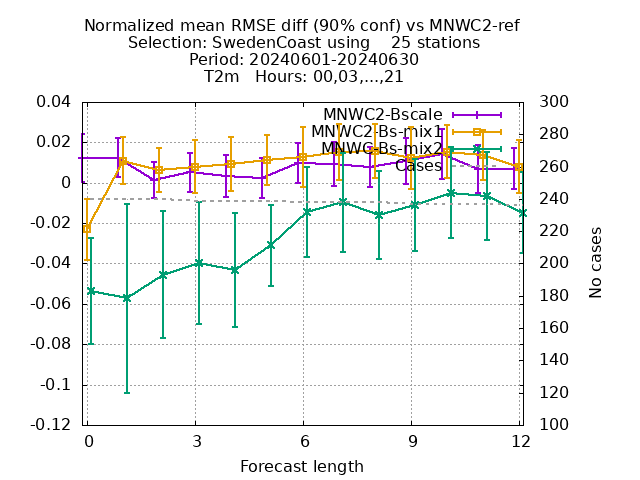 Normalized mean RMSE diff (90% conf) vs MNWC2-ref
Selection: SwedenCoast using    25 stations
Period: 20240601-20240630
T2m   Hours: 00,03,...,21
MNWC2-Bscale
MNWC2-Bs-mix1
MNWC-Bs-mix2
Cases
0.04
0.02
0
-0.02
-0.04
-0.06
-0.08
-0.1
-0.12
300
280
260
240
220
200
180
160
140
120
100
No cases
0 3 6 9 12
Forecast length